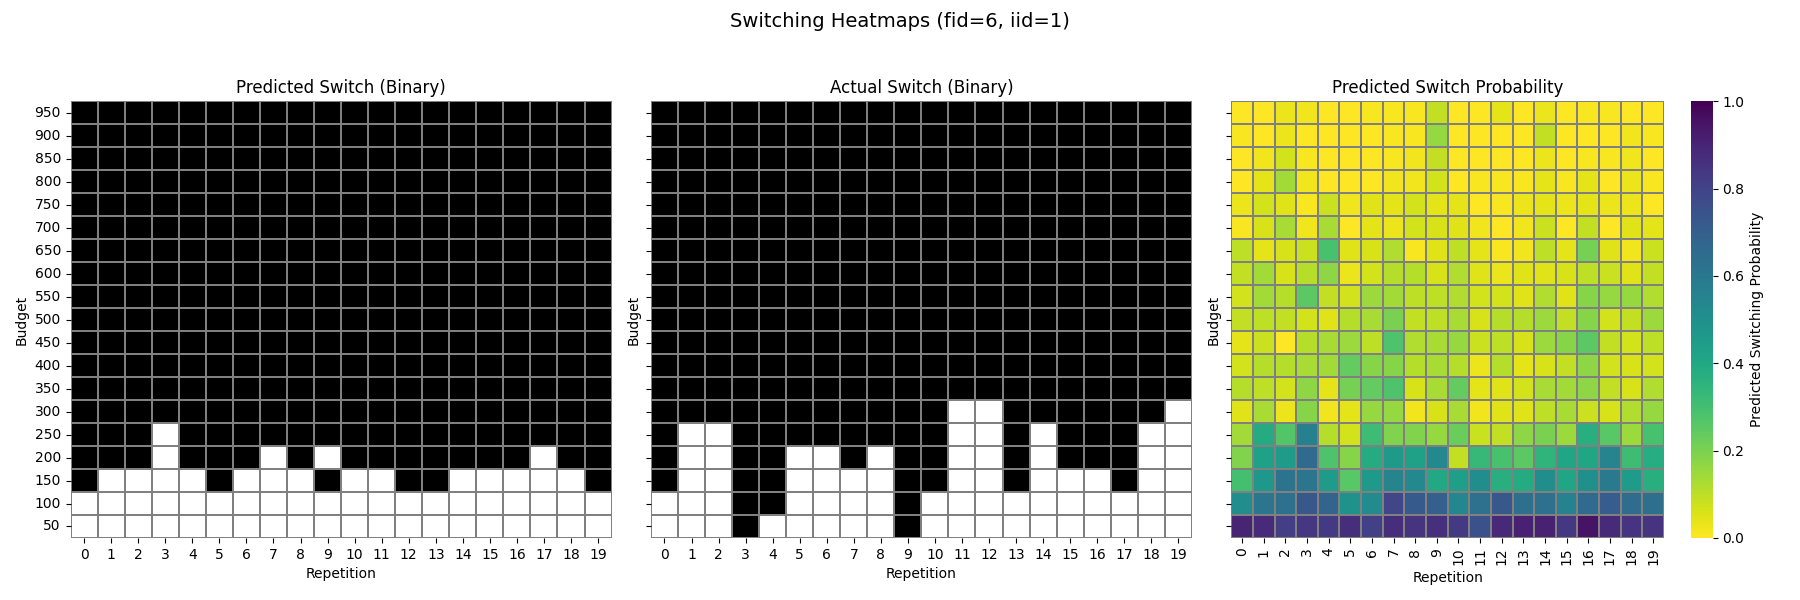 Switching Heatmaps (fid=6, iid=1)
Predicted Switch (Binary)
950
900
850
800
750
700
650
600
550
500
450
400
350
300
250
200
150
100
50
Budget
0 1 2 3 4 5 6 7 8 9 10 11 12 13 14 15 16 17 18 19
Repetition
Actual Switch (Binary)
Budget
0 1 2 3 4 5 6 7 8 9 10 11 12 13 14 15 16 17 18 19
Repetition
Predicted Switch Probability
Budget
0 1 2 3 4 5 6 7 8 9 10 11 12 13 14 15 16 17 18 19
Repetition
1.0
0.8
0.6
0.4
0.2
0.0
Predicted Switching Probability